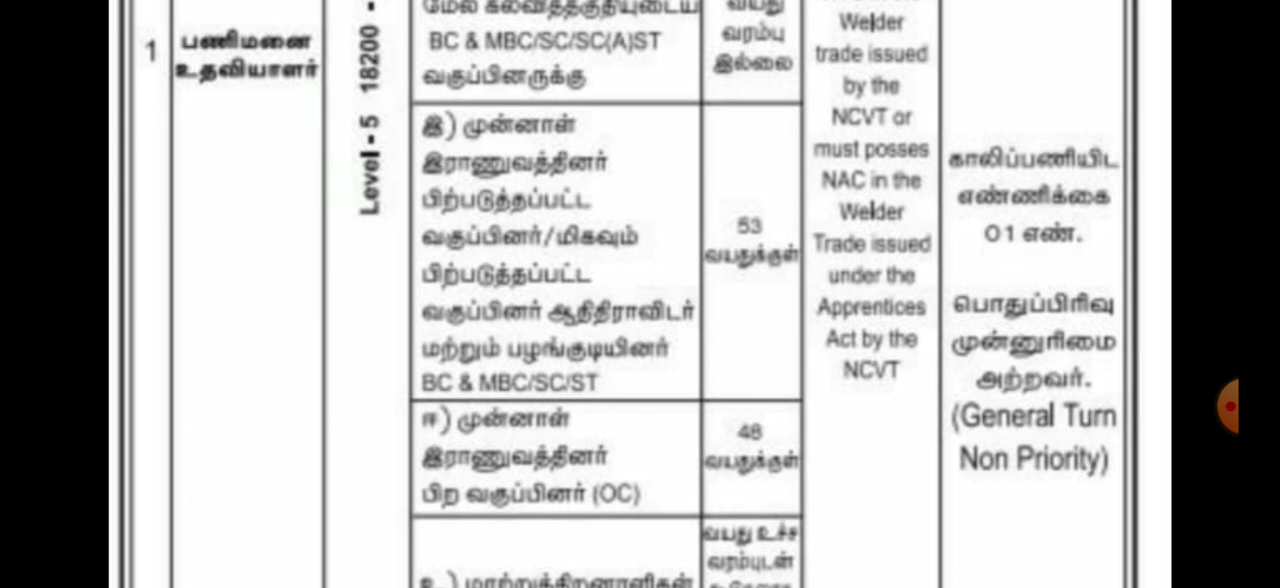 1
பணிமனை
உதவியாளர்
Level - 5 18200 -
மேல் கல்வித்தகுதியுடைய
BC & MBC/SC/SC(A)ST
வகுப்பினருக்கு
வயது
வரம்பு
இல்லை
இ) முன்னாள்
இராணுவத்தினர்
பிற்படுத்தப்பட்ட
வகுப்பினர்/மிகவும்
பிற்படுத்தப்பட்ட
வகுப்பினர் ஆதிதிராவிடர்
மற்றும் பழங்குடியினர்
BC & MBC/SC/ST
53
வயதுக்குள்
ஈ) முன்னாள்
இராணுவத்தினர்
பிற வகுப்பினர் (OC)
48
வயதுக்குள்
உ) மாற்றுத்திறனாளிகள்
வயது உச்ச
வரம்புடன்
Welder
trade issued
by the
NCVT or
must posses
NAC in the
Welder
Trade issued
under the
Apprentices
Act by the
NCVT
காலிப்பணியிட
எண்ணிக்கை
01 எண்.
பொதுப்பிரிவு
முன்னுரிமை
அற்றவர்.
(General Turn
Non Priority)